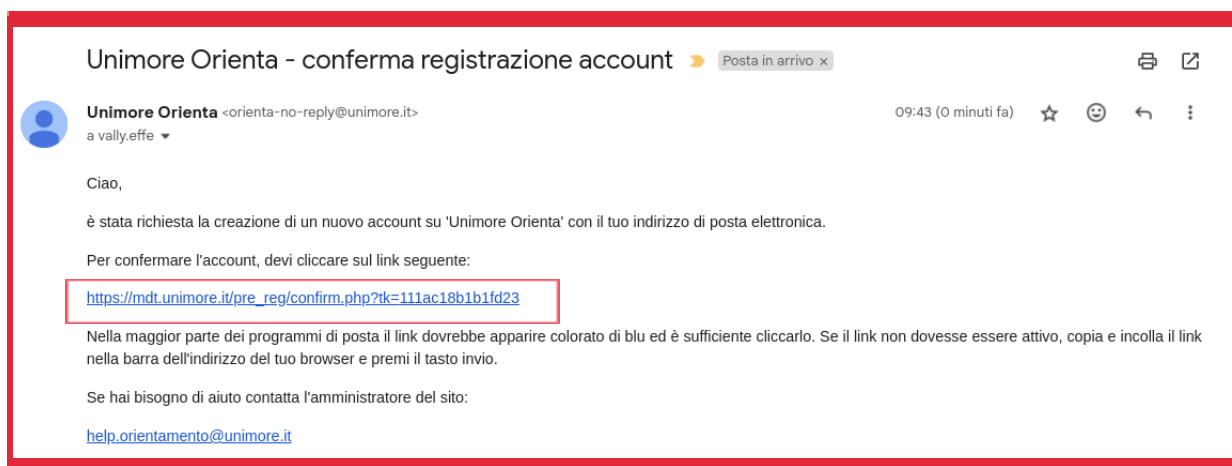 Unimore Orienta - conferma registrazione account Posta in arrivo x
Unimore Orienta <orienta-no-reply@unimore.it> 09:43 (0 minuti fa)
a vally.effe
Ciao,
è stata richiesta la creazione di un nuovo account su 'Unimore Orienta' con il tuo indirizzo di posta elettronica.
Per confermare l'account, devi cliccare sul link seguente:
https://mdt.unimore.it/pre_reg/confirm.php?tk=111ac18b1b1fd23
Nella maggior parte dei programmi di posta il link dovrebbe apparire colorato di blu ed è sufficiente cliccarlo. Se il link non dovesse essere attivo, copia e incolla il link
nella barra dell'indirizzo del tuo browser e premi il tasto invio.
Se hai bisogno di aiuto contatta l'amministratore del sito:
help.orientamento@unimore.it